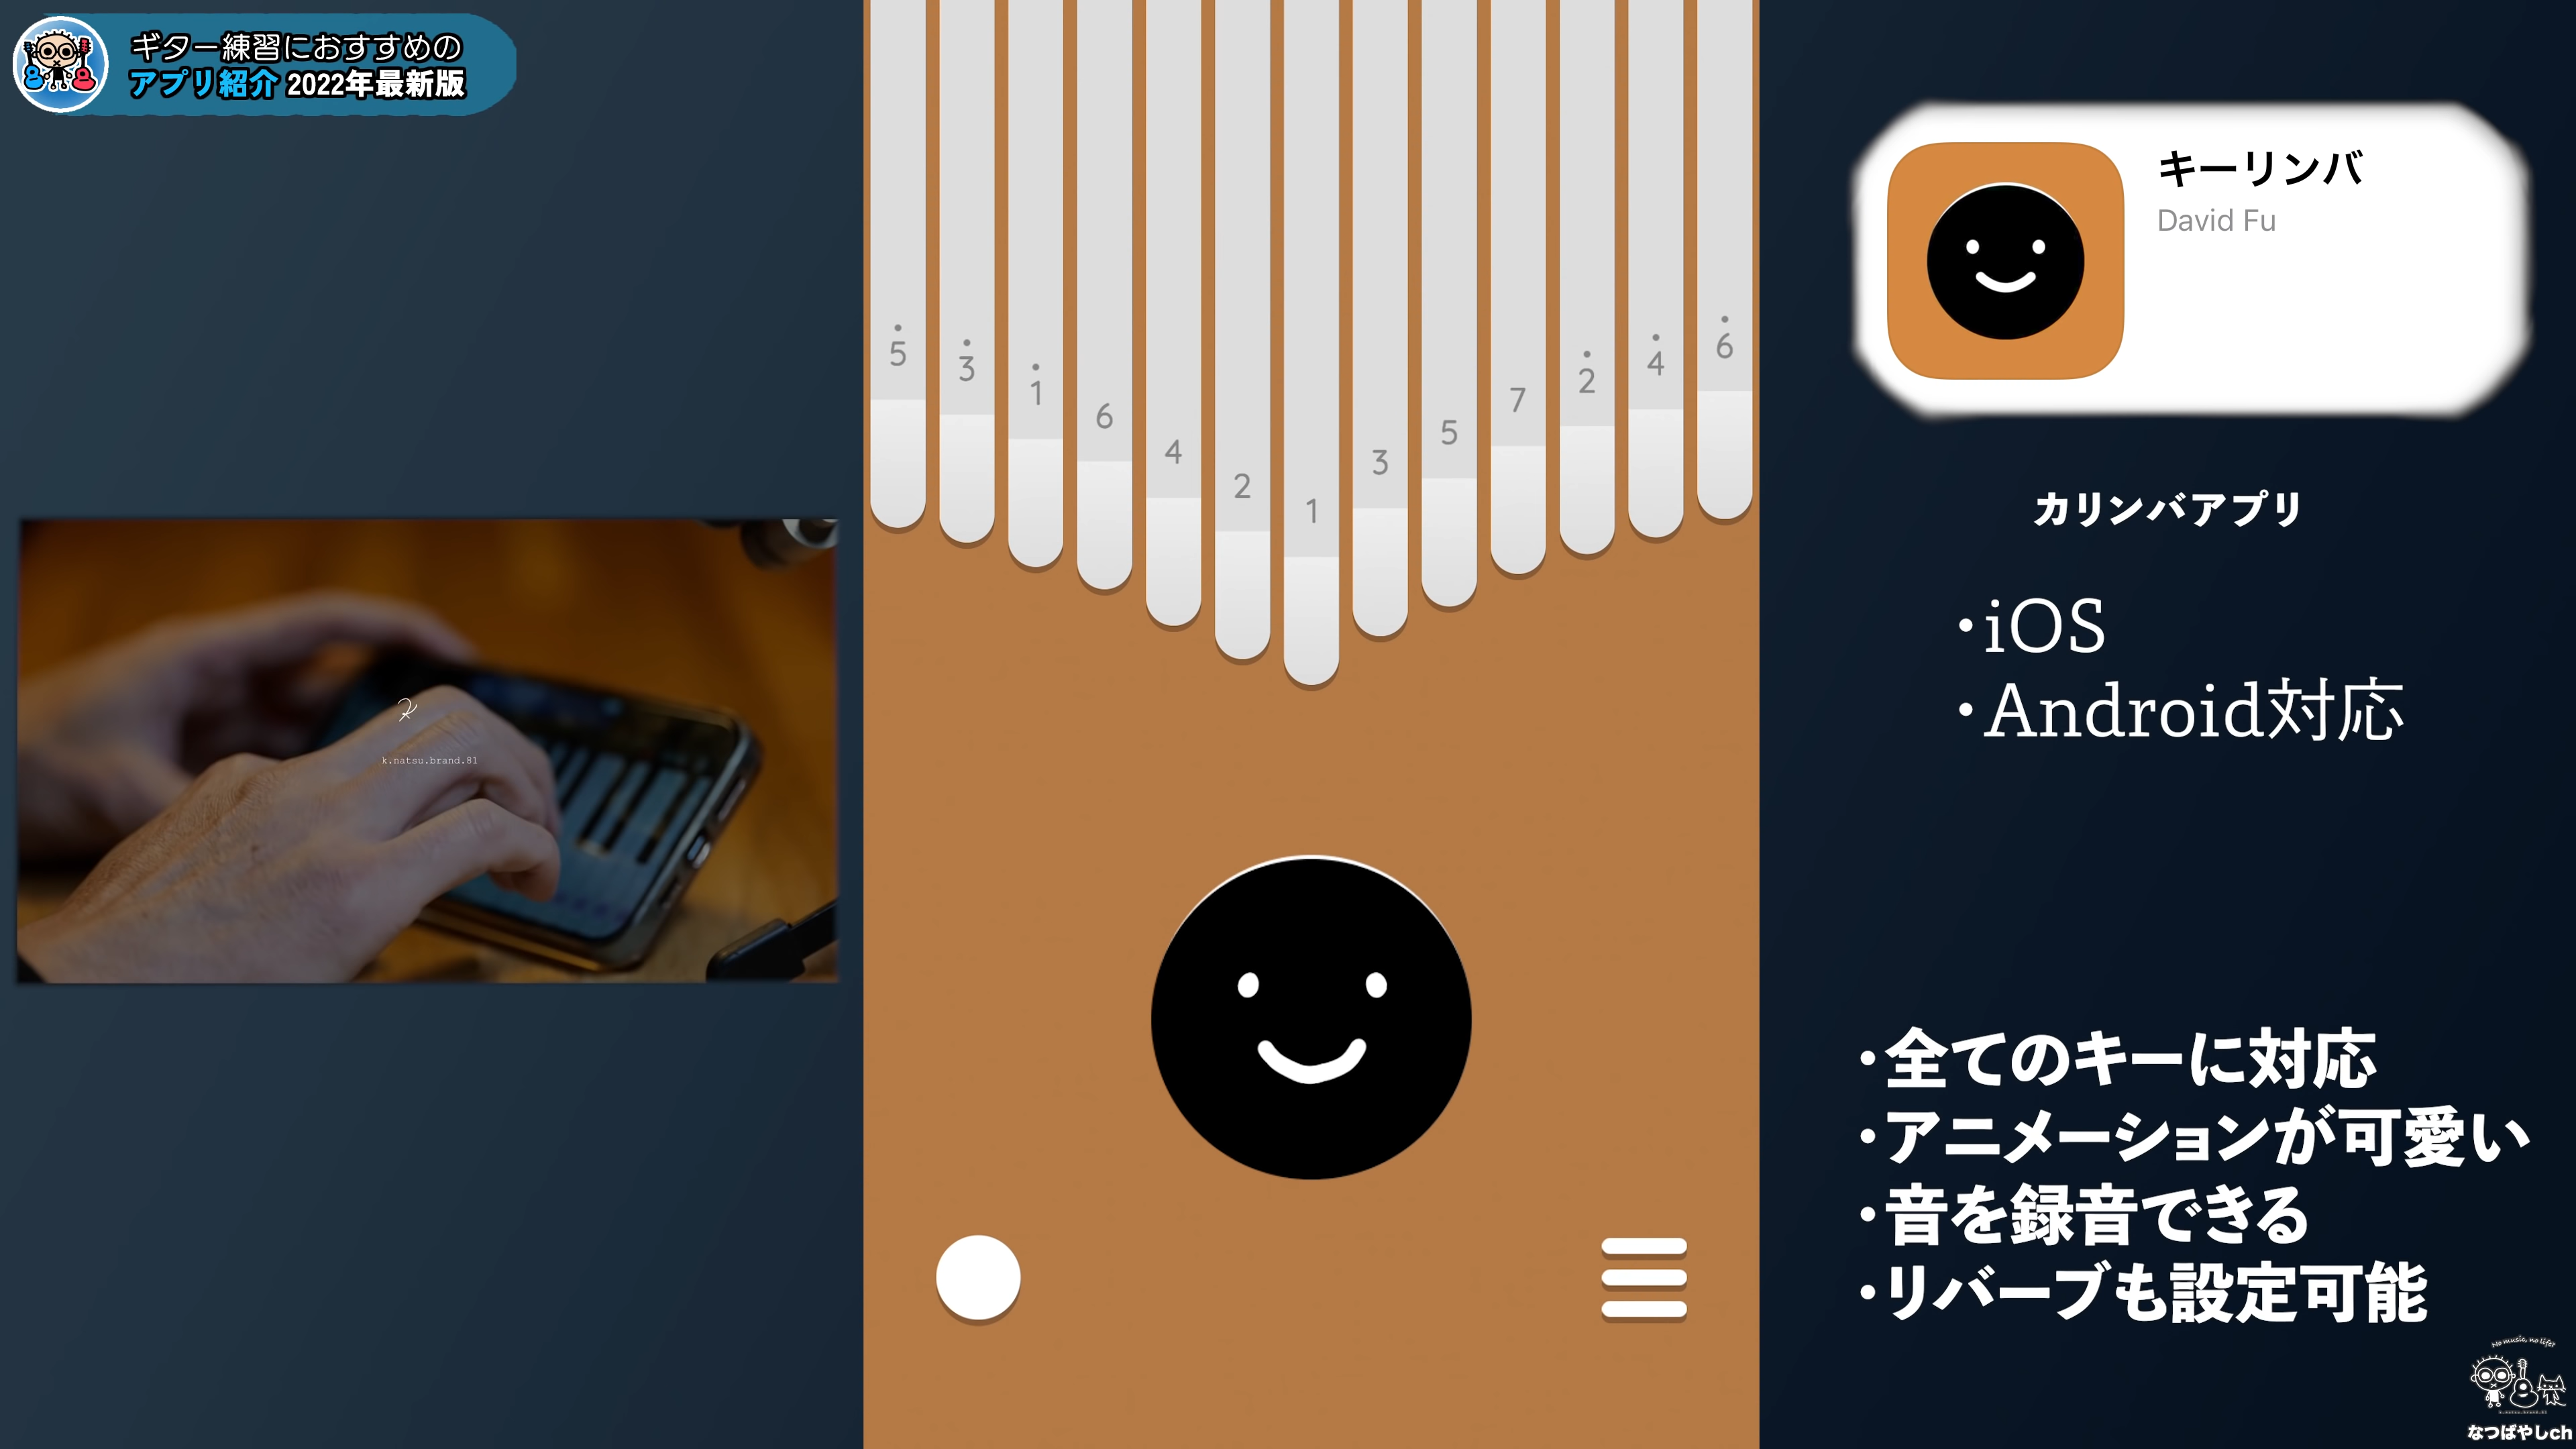 ギター練習におすすめの
アプリ紹介 2022年最新版
5
3
1
6
4
2
1
3
5
7
2
4
6
キーリンバ
David Fu
カリンバアプリ
・iOS
・Android対応
k.natsu.brand.81
・全てのキーに対応
・アニメーションが可愛い
・音を録音できる
・リバーブも設定可能
No music, no life?
なつばやしch